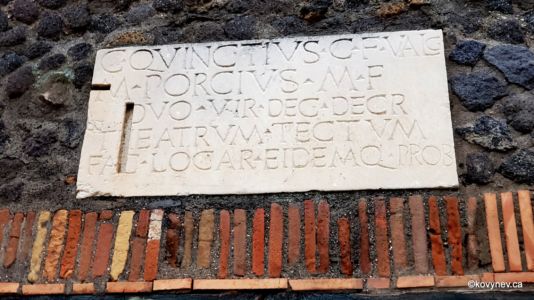 C·QVINCTIVS·C·F·VALG
M·PORCIVS·M·F
DVO·VIR·DEC·DECR
THEATRVM·TECTVM
FAC·LOCAR·EIDEMQ·PROB
©kovynev.ca